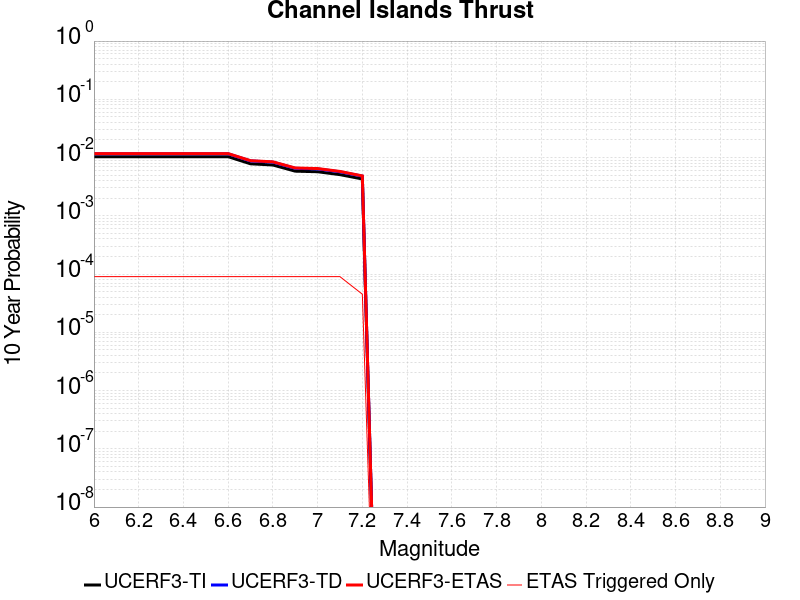 Channel Islands Thrust
10 Year Probability
10^0
10^-1
10^-2
10^-3
10^-4
10^-5
10^-6
10^-7
10^-8
6 6.2 6.4 6.6 6.8 7 7.2 7.4 7.6 7.8 8 8.2 8.4 8.6 8.8 9
Magnitude
UCERF3-TI UCERF3-TD UCERF3-ETAS ETAS Triggered Only